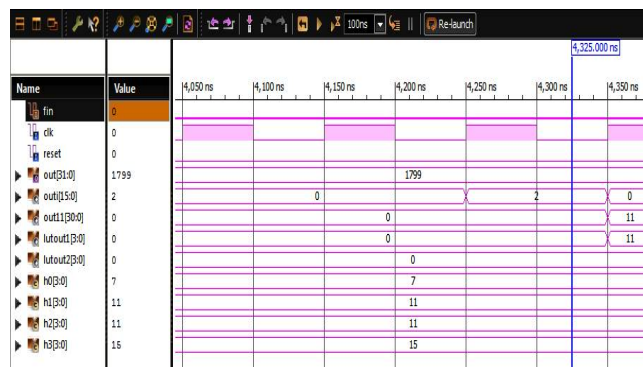 100ns Re-launch
4,325.000 ns
Name Value 4,050 ns 4,100 ns 4,150 ns 4,200 ns 4,250 ns 4,300 ns 4,350 ns
fin 0
clk 0
reset 0
out[31:0] 1799 1799
outi[15:0] 2 0 2 0
out11[30:0] 0 0 11
lutout1[3:0] 0 0 11
lutout2[3:0] 0 0
h0[3:0] 7 7
h1[3:0] 11 11
h2[3:0] 11 11
h3[3:0] 15 15